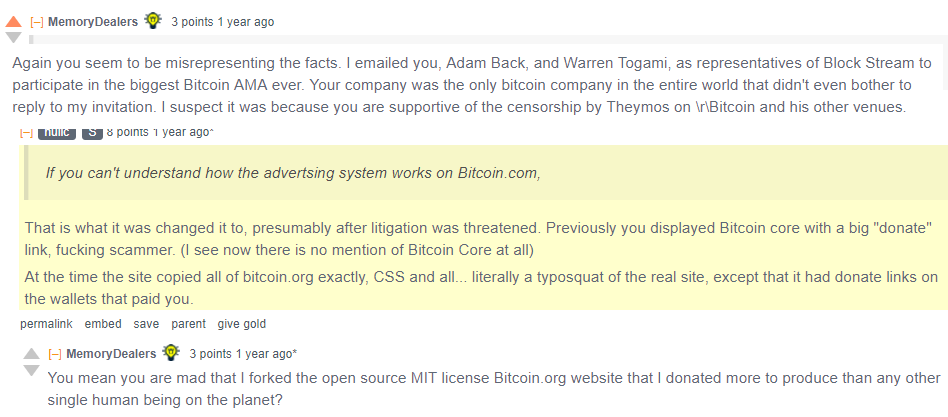 [–] MemoryDealers 3 points 1 year ago
Again you seem to be misrepresenting the facts. I emailed you, Adam Back, and Warren Togami, as representatives of Block Stream to
participate in the biggest Bitcoin AMA ever. Your company was the only bitcoin company in the entire world that didn't even bother to
reply to my invitation. I suspect it was because you are supportive of the censorship by Theymos on \r\Bitcoin and his other venues.
[–] nullc S 8 points 1 year ago*
If you can't understand how the advertsing system works on Bitcoin.com,
That is what it was changed it to, presumably after litigation was threatened. Previously you displayed Bitcoin core with a big "donate"
link, fucking scammer. (I see now there is no mention of Bitcoin Core at all)
At the time the site copied all of bitcoin.org exactly, CSS and all... literally a typosquat of the real site, except that it had donate links on
the wallets that paid you.
permalink embed save parent give gold
[–] MemoryDealers 3 points 1 year ago*
You mean you are mad that I forked the open source MIT license Bitcoin.org website that I donated more to produce than any other
single human being on the planet?